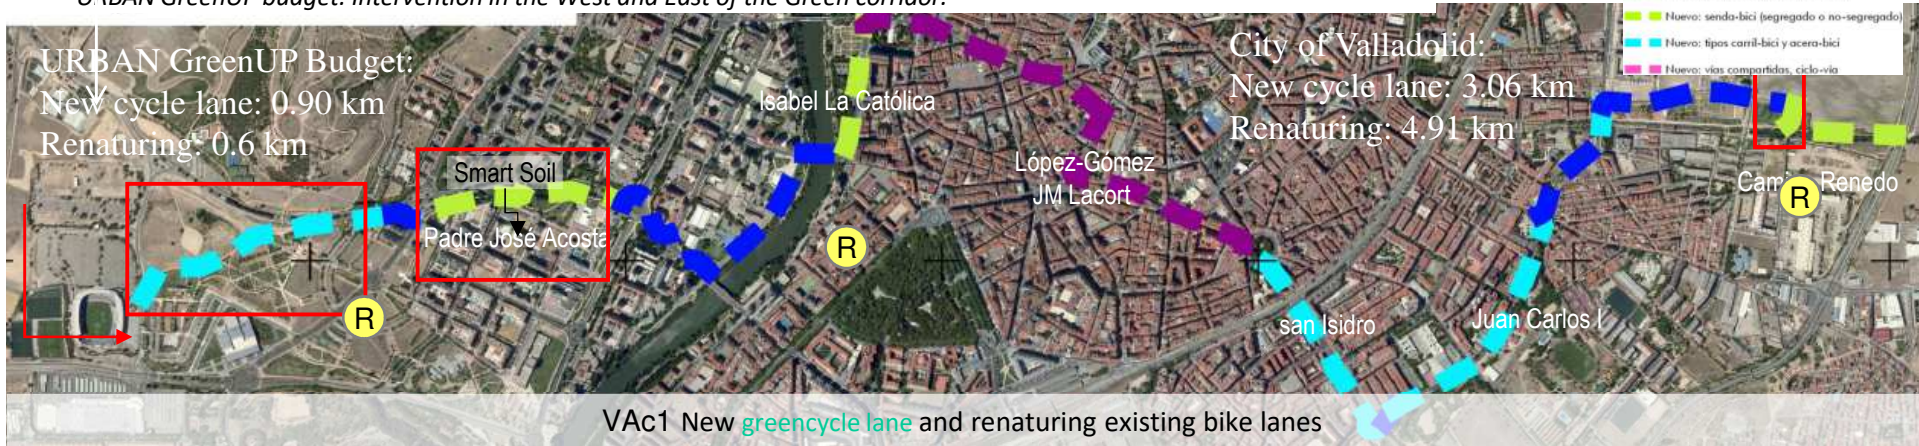 URBAN GreenUP budget. Intervention in the West and East of the Green corridor.
Nuevo: senda-bici (segregado o no-segregado)
Nuevo: tipos carril-bici y acera-bici
Nuevo: vías compartidas, ciclo-vía
URBAN GreenUP Budget:
New cycle lane: 0.90 km
Renaturing: 0.6 km
City of Valladolid:
New cycle lane: 3.06 km
Renaturing: 4.91 km
Isabel La Católica
Smart Soil
Padre José Acosta
López-Gómez
JM Lacort
Renedo
R
R
R
san Isidro
Juan Carlos I
VAc1 New greencycle lane and renaturing existing bike lanes